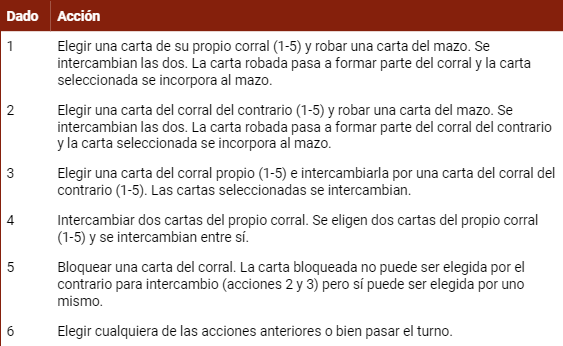 Dado Acción
1 Elegir una carta de su propio corral (1-5) y robar una carta del mazo. Se
intercambian las dos. La carta robada pasa a formar parte del corral y la carta
seleccionada se incorpora al mazo.
2 Elegir una carta del corral del contrario (1-5) y robar una carta del mazo. Se
intercambian las dos. La carta robada pasa a formar parte del corral del contrario
y la carta seleccionada se incorpora al mazo.
3 Elegir una carta del corral propio (1-5) e intercambiarla por una carta del corral del
contrario (1-5). Las cartas seleccionadas se intercambian.
4 Intercambiar dos cartas del propio corral. Se eligen dos cartas del propio corral
(1-5) y se intercambian entre sí.
5 Bloquear una carta del corral. La carta bloqueada no puede ser elegida por el
contrario para intercambio (acciones 2 y 3) pero sí puede ser elegida por uno
mismo.
6 Elegir cualquiera de las acciones anteriores o bien pasar el turno.